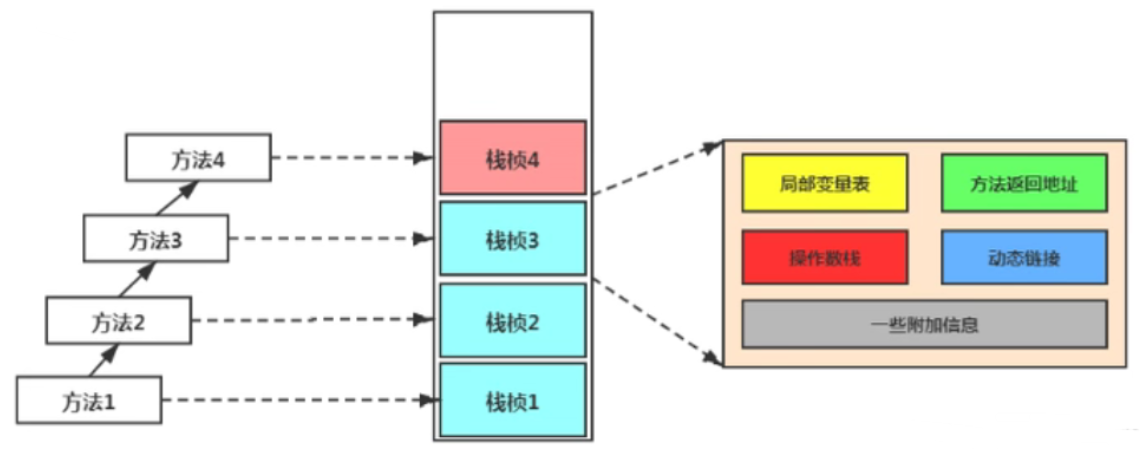 方法4
方法3
方法2
方法1
栈桢4
栈桢3
栈桢2
栈桢1
局部变量表
方法返回地址
操作数栈
动态链接
一些附加信息